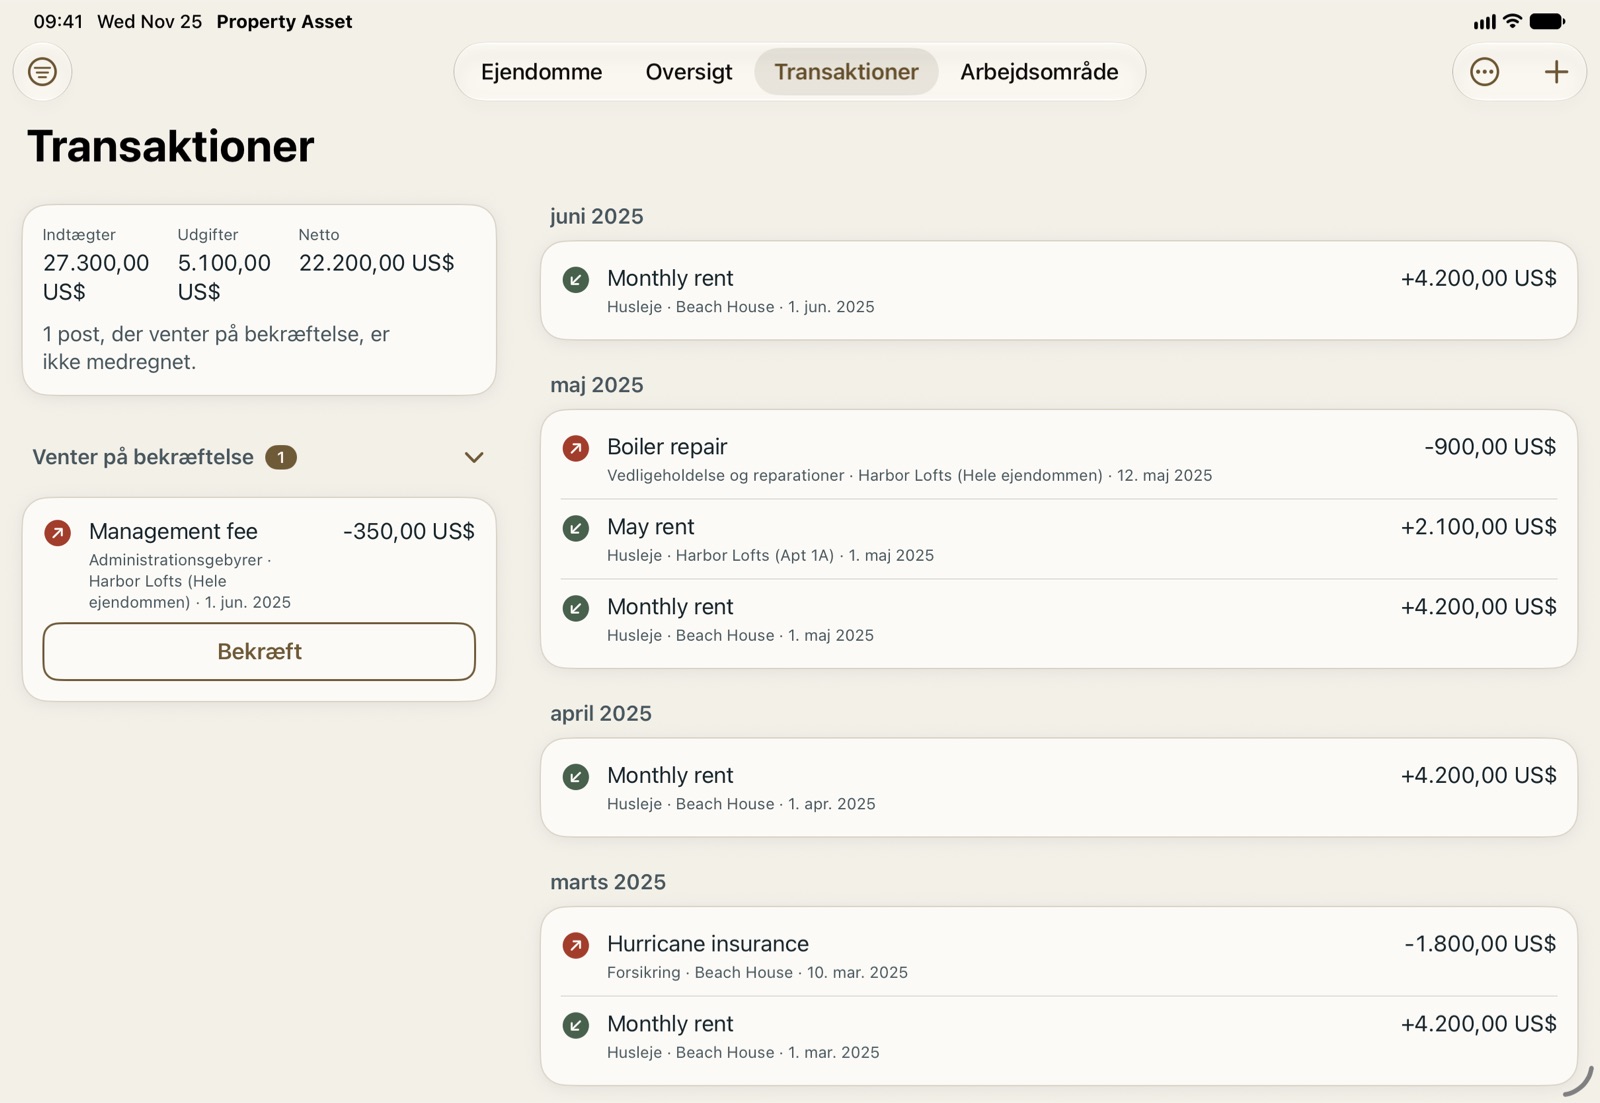 09:41 Wed Nov 25 Property Asset
Ejendomme Oversigt Transaktioner Arbejdsområde
Transaktioner
Indtægter Udgifter Netto
27.300,00 US$ 5.100,00 US$ 22.200,00 US$
1 post, der venter på bekræftelse, er
ikke medregnet.
Venter på bekræftelse 1
Management fee -350,00 US$
Administrationsgebyrer ·
Harbor Lofts (Hele
ejendommen) · 1. jun. 2025
Bekræft
juni 2025
Monthly rent +4.200,00 US$
Husleje · Beach House · 1. jun. 2025
maj 2025
Boiler repair -900,00 US$
Vedligeholdelse og reparationer · Harbor Lofts (Hele ejendommen) · 12. maj 2025
May rent +2.100,00 US$
Husleje · Harbor Lofts (Apt 1A) · 1. maj 2025
Monthly rent +4.200,00 US$
Husleje · Beach House · 1. maj 2025
april 2025
Monthly rent +4.200,00 US$
Husleje · Beach House · 1. apr. 2025
marts 2025
Hurricane insurance -1.800,00 US$
Forsikring · Beach House · 10. mar. 2025
Monthly rent +4.200,00 US$
Husleje · Beach House · 1. mar. 2025